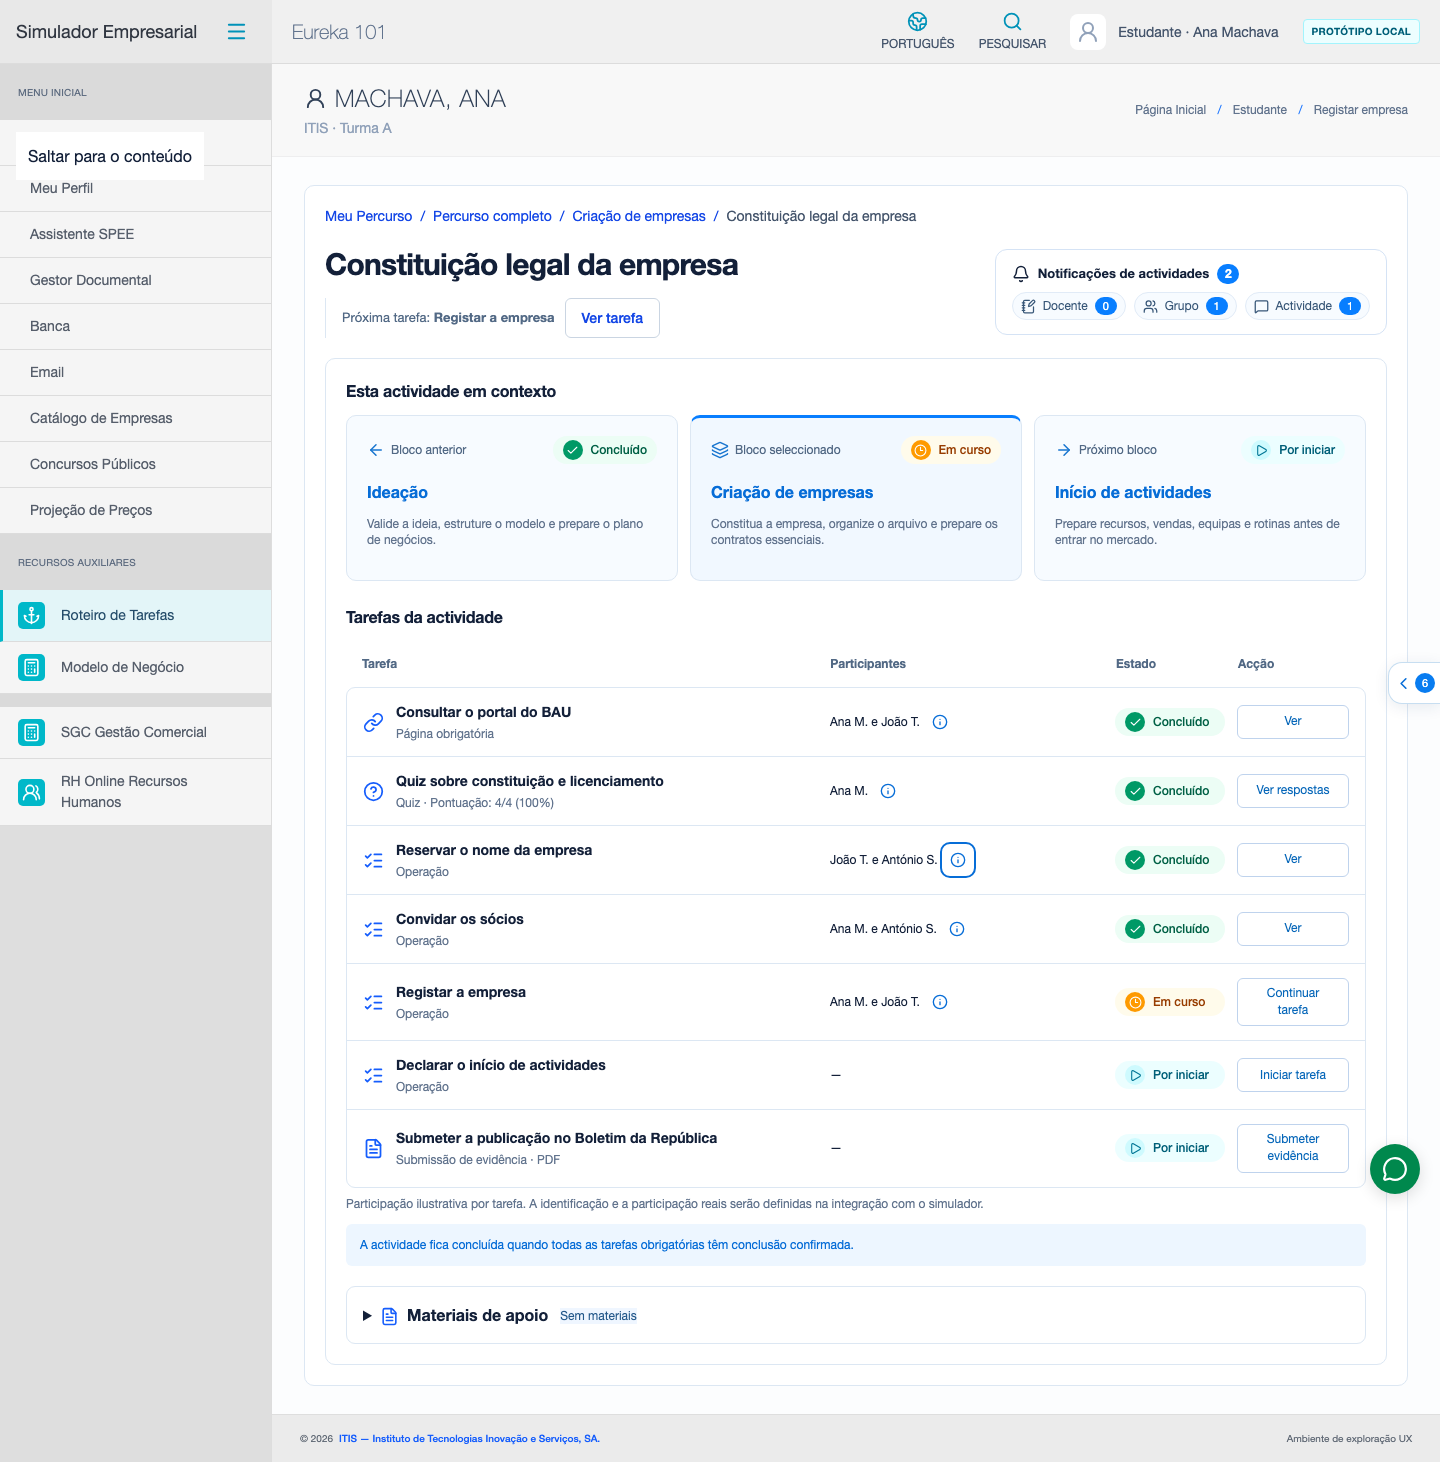 Simulador Empresarial
Eureka 101
PORTUGUÊS
PESQUISAR
Estudante · Ana Machava
PROTÓTIPO LOCAL
MENU INICIAL
Saltar para o conteúdo
Meu Perfil
Assistente SPEE
Gestor Documental
Banca
Email
Catálogo de Empresas
Concursos Públicos
Projeção de Preços
RECURSOS AUXILIARES
Roteiro de Tarefas
Modelo de Negócio
SGC Gestão Comercial
RH Online Recursos
Humanos
MACHAVA, ANA
ITIS · Turma A
Página Inicial / Estudante / Registar empresa
Meu Percurso / Percurso completo / Criação de empresas / Constituição legal da empresa
Constituição legal da empresa
Próxima tarefa: Registar a empresa
Ver tarefa
Notificações de actividades 2
Docente 0
Grupo 1
Actividade 1
Esta actividade em contexto
Bloco anterior
Concluído
Ideação
Valide a ideia, estruture o modelo e prepare o plano
de negócios.
Bloco seleccionado
Em curso
Criação de empresas
Constitua a empresa, organize o arquivo e prepare os
contratos essenciais.
Próximo bloco
Por iniciar
Início de actividades
Prepare recursos, vendas, equipas e rotinas antes de
entrar no mercado.
Tarefas da actividade
Tarefa Participantes Estado Acção
Consultar o portal do BAU
Página obrigatória
Ana M. e João T.
Concluído
Ver
Quiz sobre constituição e licenciamento
Quiz · Pontuação: 4/4 (100%)
Ana M.
Concluído
Ver respostas
Reservar o nome da empresa
Operação
João T. e António S.
Concluído
Ver
Convidar os sócios
Operação
Ana M. e António S.
Concluído
Ver
Registar a empresa
Operação
Ana M. e João T.
Em curso
Continuar
tarefa
Declarar o início de actividades
Operação
—
Por iniciar
Iniciar tarefa
Submeter a publicação no Boletim da República
Submissão de evidência · PDF
—
Por iniciar
Submeter
evidência
Participação ilustrativa por tarefa. A identificação e a participação reais serão definidas na integração com o simulador.
A actividade fica concluída quando todas as tarefas obrigatórias têm conclusão confirmada.
Materiais de apoio
Sem materiais
6
© 2026 ITIS — Instituto de Tecnologias Inovação e Serviços, SA.
Ambiente de exploração UX